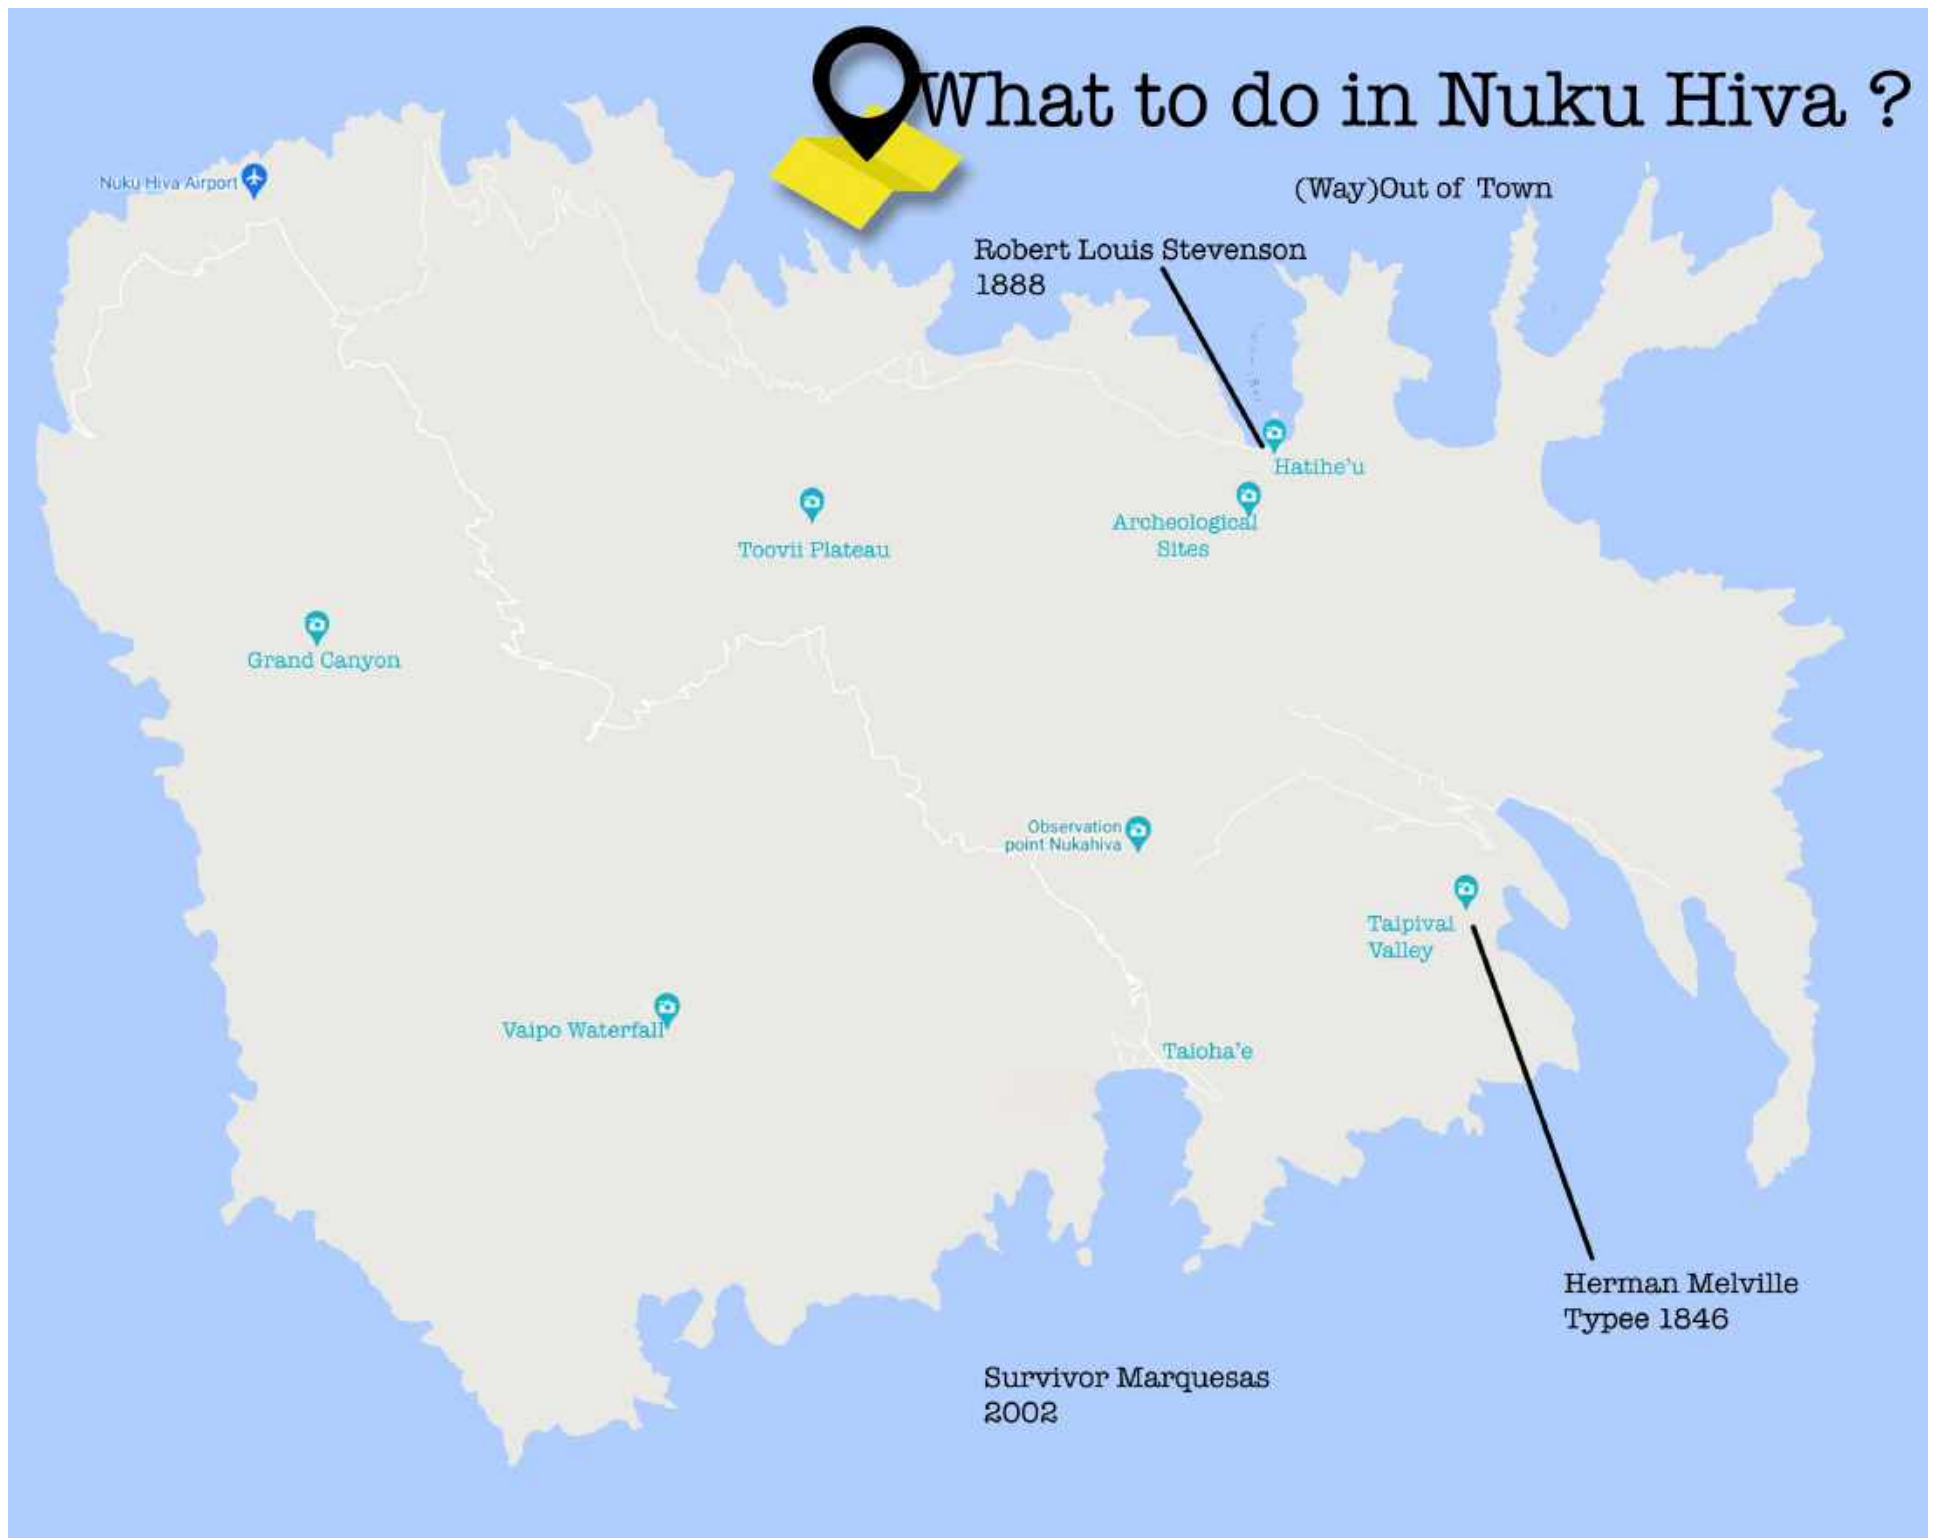 What to do in Nuku Hiva ?
(Way)Out of Town
Nuku Hiva Airport
Robert Louis Stevenson
1888
Hatihe'u
Archeological
Sites
Toovii Plateau
Grand Canyon
Observation
point Nukahiva
Taipivai
Valley
Vaipo Waterfall
Taioha'e
Herman Melville
Typee 1846
Survivor Marquesas
2002